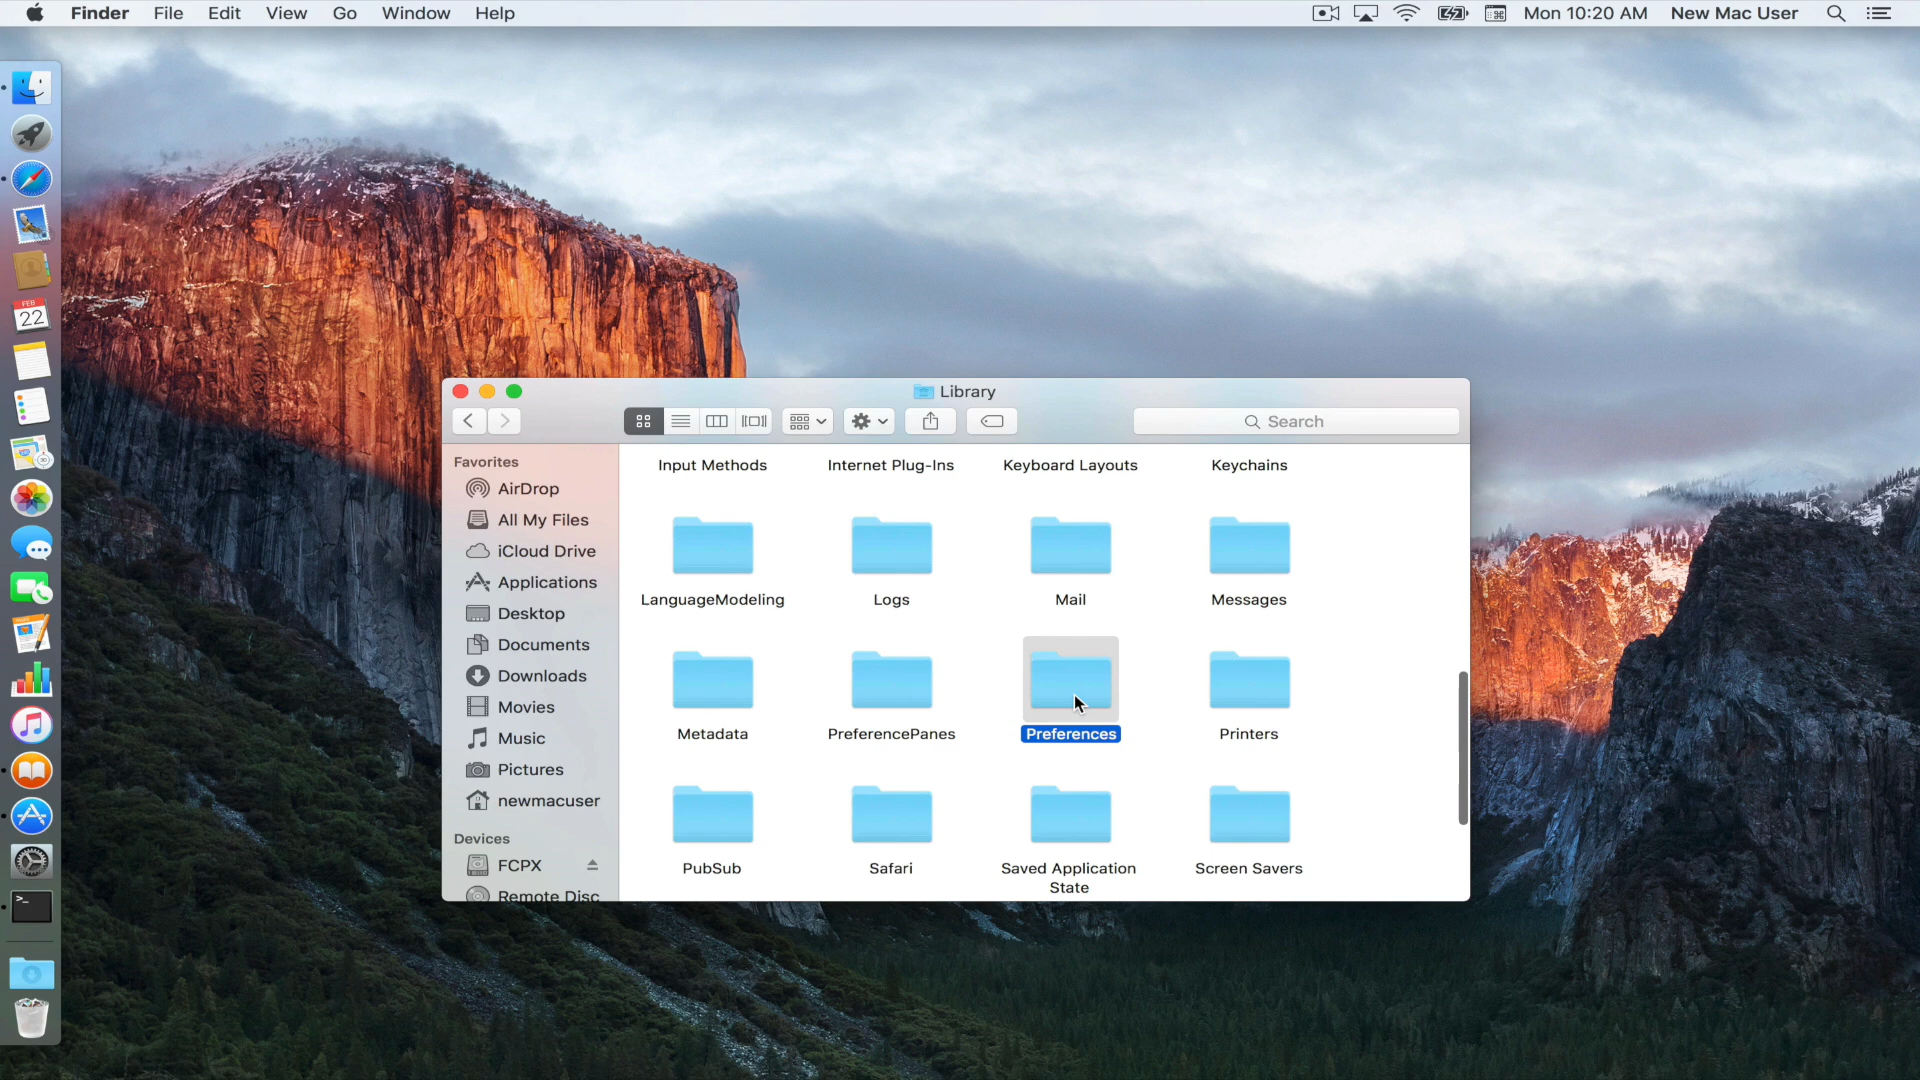 Finder File Edit View Go Window Help Mon 10:20 AM New Mac User
FEB
22
Library
Search
Favorites
AirDrop
All My Files
iCloud Drive
Applications
Desktop
Documents
Downloads
Movies
Music
Pictures
newmacuser
Devices
FCPX
Remote Disc
Input Methods Internet Plug-Ins Keyboard Layouts Keychains
LanguageModeling Logs Mail Messages
Metadata PreferencePanes Preferences Printers
PubSub Safari Saved Application State Screen Savers